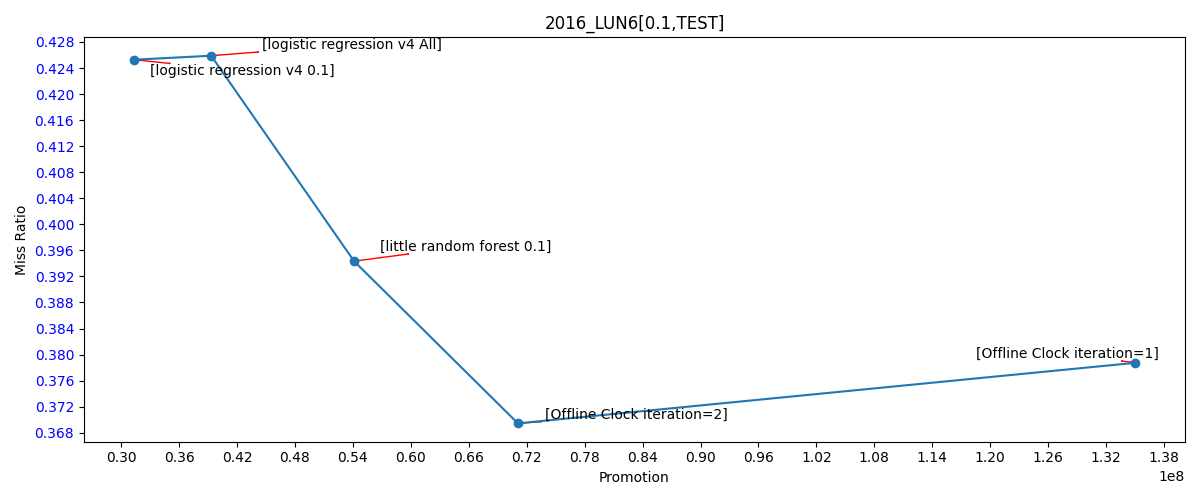 2016_LUN6[0.1,TEST]
0.428
0.424
0.420
0.416
0.412
0.408
0.404
0.400
0.396
0.392
0.388
0.384
0.380
0.376
0.372
0.368
Miss Ratio
[logistic regression v4 All]
[logistic regression v4 0.1]
[little random forest 0.1]
[Offline Clock iteration=1]
[Offline Clock iteration=2]
0.30 0.36 0.42 0.48 0.54 0.60 0.66 0.72 0.78 0.84 0.90 0.96 1.02 1.08 1.14 1.20 1.26 1.32 1.38
Promotion
1e8